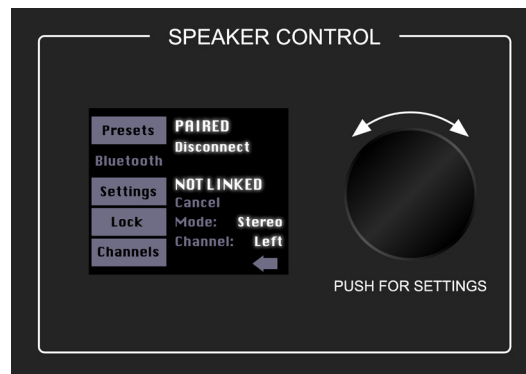 SPEAKER CONTROL
Presets
Bluetooth
Settings
Lock
Channels
PAIRED
Disconnect
NOT LINKED
Cancel
Mode: Stereo
Channel: Left
PUSH FOR SETTINGS